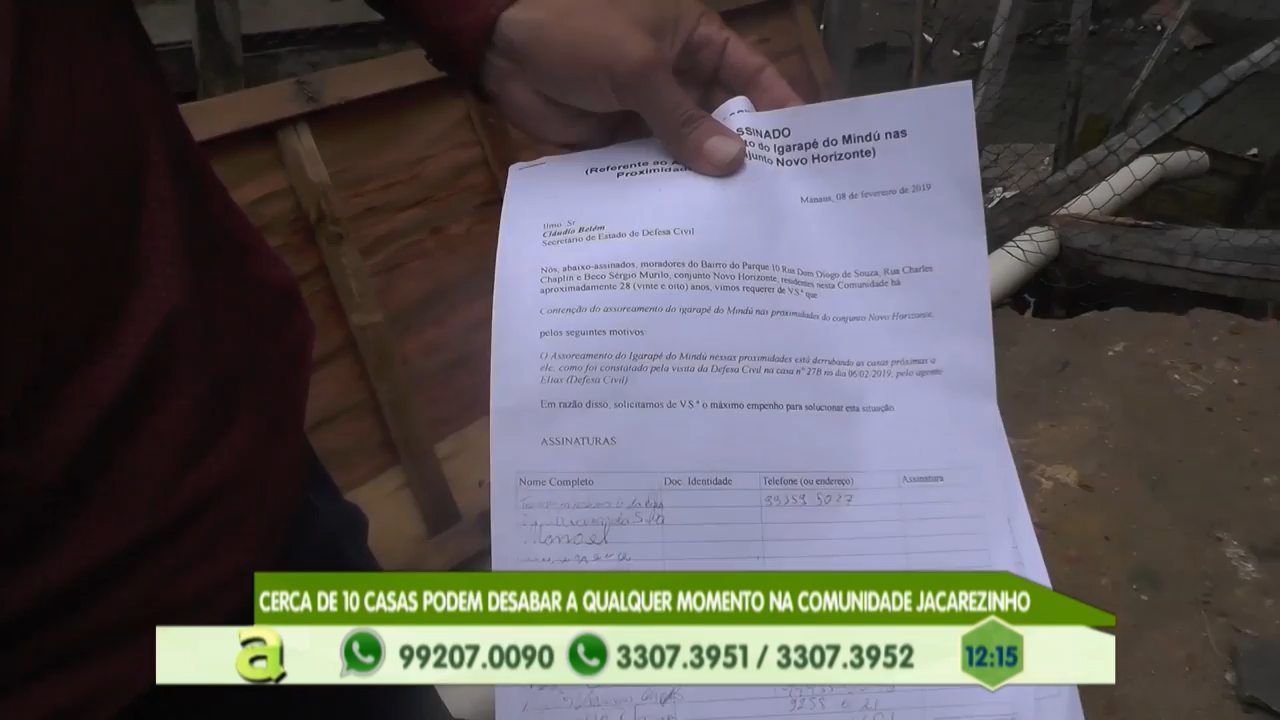 SSINADO
(Referente ao
to do Igarapé do Mindú nas
Proximidad
njunto Novo Horizonte)
Manaus, 08 de fevereiro de 2019
Ilmo. Sr.
Cláudio Belém
Secretário de Estado de Defesa Civil
Nós, abaixo-assinados, moradores do Bairro do Parque 10 Rua Dom Diogo de Souza, Rua Charles
Chaplin e Beco Sérgio Murilo, conjunto Novo Horizonte, residentes nesta Comunidade há
aproximadamente 28 (vinte e oito) anos, vimos requerer de V.S.ª que
Contenção do assoreamento do igarapé do Mindú nas proximidades do conjunto Novo Horizonte,
pelos seguintes motivos
O Assoreamento do Igarapé do Mindú nessas proximidades está derrubando as casas próximas a
ele, como foi constatado pela visita da Defesa Civil na casa nº 27B no dia 06/02/2019, pelo agente
Elias (Defesa Civil)
Em razão disso, solicitamos de V.S.ª o máximo empenho para solucionar esta situação
ASSINATURAS
Nome Completo Doc. Identidade Telefone (ou endereço) Assinatura
99359 5027
Manoel
CERCA DE 10 CASAS PODEM DESABAR A QUALQUER MOMENTO NA COMUNIDADE JACAREZINHO
a 99207.0090 3307.3951 / 3307.3952 12:15